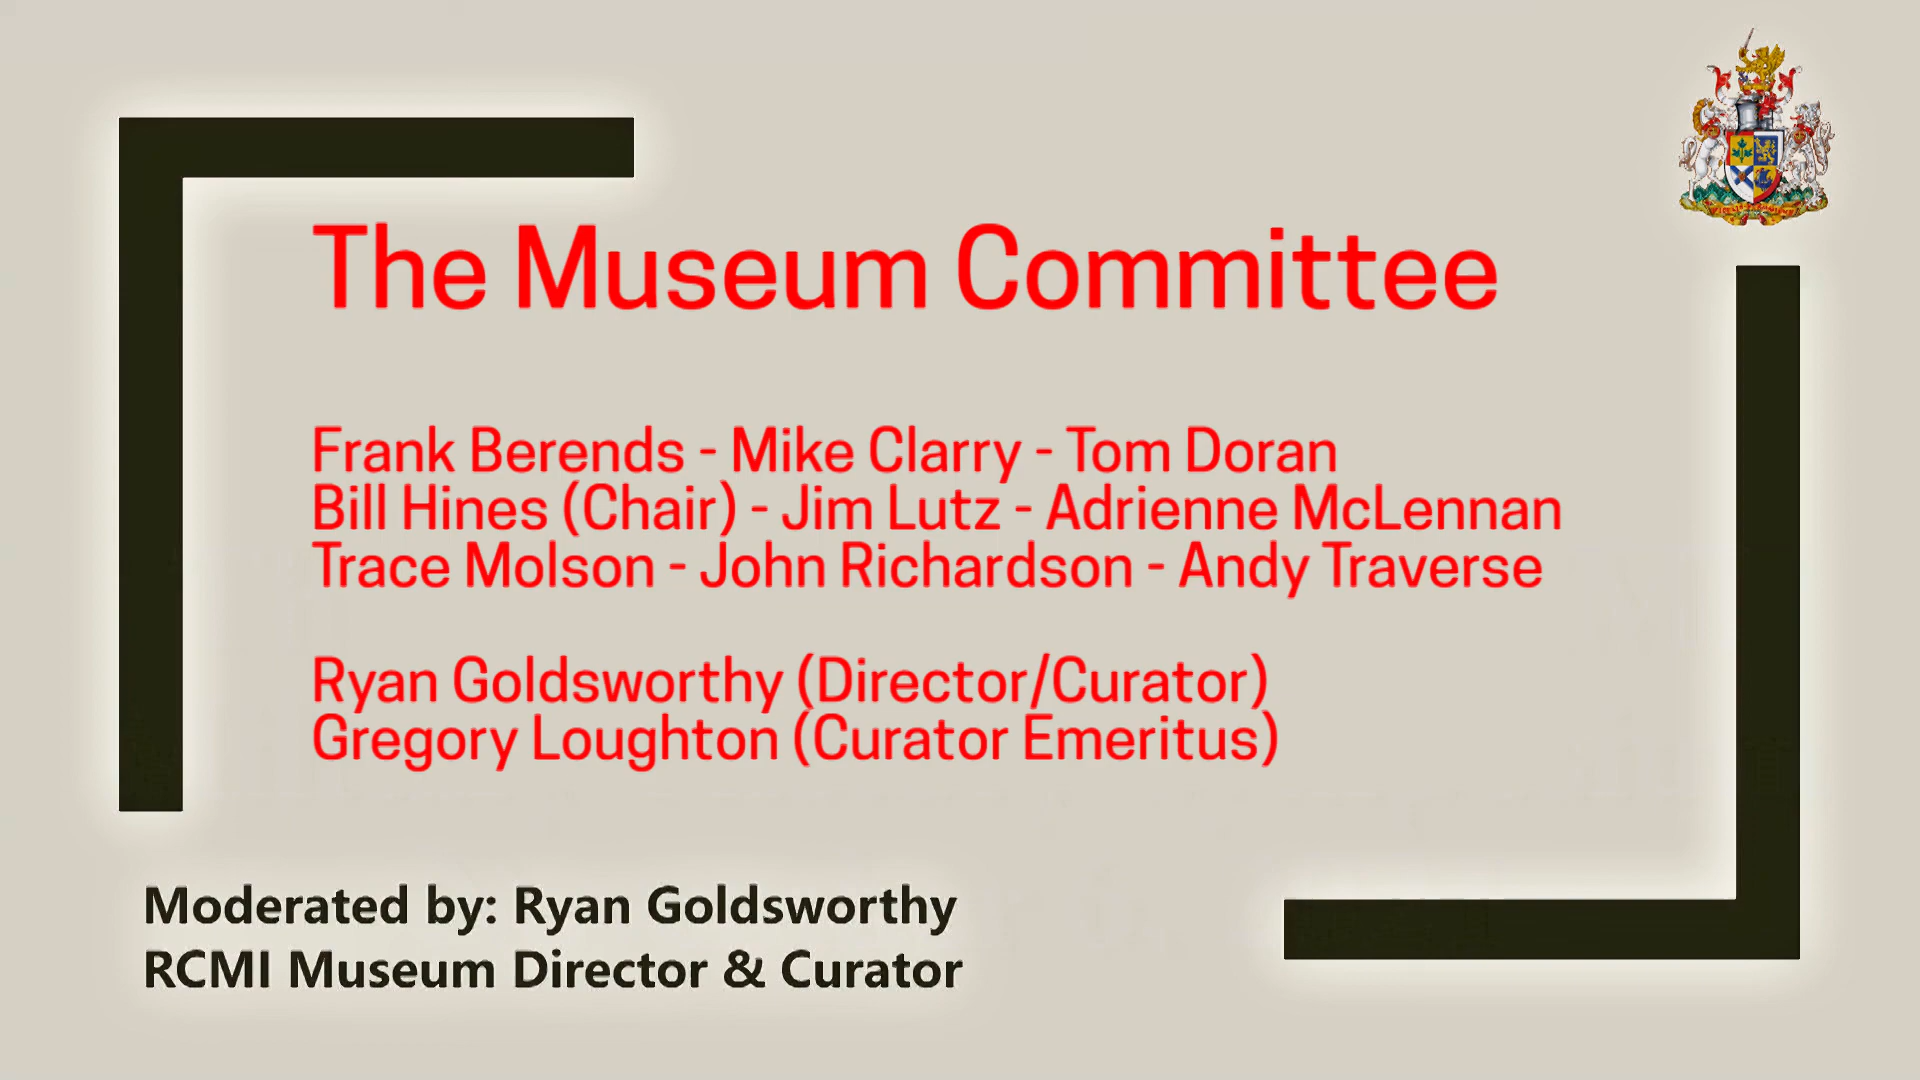 The Museum Committee
Frank Berends - Mike Clarry - Tom Doran
Bill Hines (Chair) - Jim Lutz - Adrienne McLennan
Trace Molson - John Richardson - Andy Traverse
Ryan Goldsworthy (Director/Curator)
Gregory Loughton (Curator Emeritus)
Moderated by: Ryan Goldsworthy
RCMI Museum Director & Curator